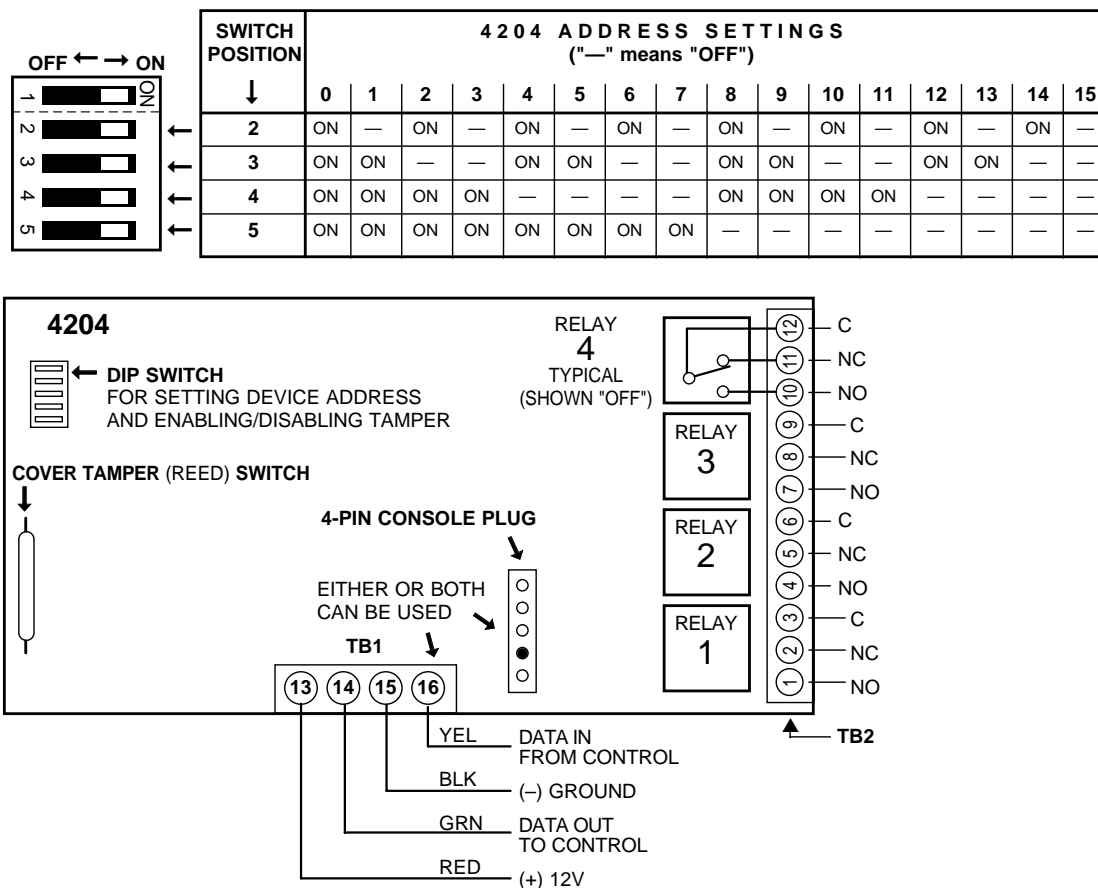 OFF ← → ON
ON
1
2
3
4
5
SWITCH POSITION ↓
4204 ADDRESS SETTINGS
("—" means "OFF")
0 1 2 3 4 5 6 7 8 9 10 11 12 13 14 15
2 ON — ON — ON — ON — ON — ON — ON — ON —
3 ON ON — — ON ON — — ON ON — — ON ON — —
4 ON ON ON ON — — — — ON ON ON ON — — — —
5 ON ON ON ON ON ON ON ON — — — — — — — —
4204
DIP SWITCH
FOR SETTING DEVICE ADDRESS
AND ENABLING/DISABLING TAMPER
COVER TAMPER (REED) SWITCH
4-PIN CONSOLE PLUG
EITHER OR BOTH
CAN BE USED
TB1
13 14 15 16
RELAY
4
TYPICAL
(SHOWN "OFF")
RELAY
3
RELAY
2
RELAY
1
12 C
11 NC
10 NO
9 C
8 NC
7 NO
6 C
5 NC
4 NO
3 C
2 NC
1 NO
TB2
YEL DATA IN
FROM CONTROL
BLK (–) GROUND
GRN DATA OUT
TO CONTROL
RED (+) 12V